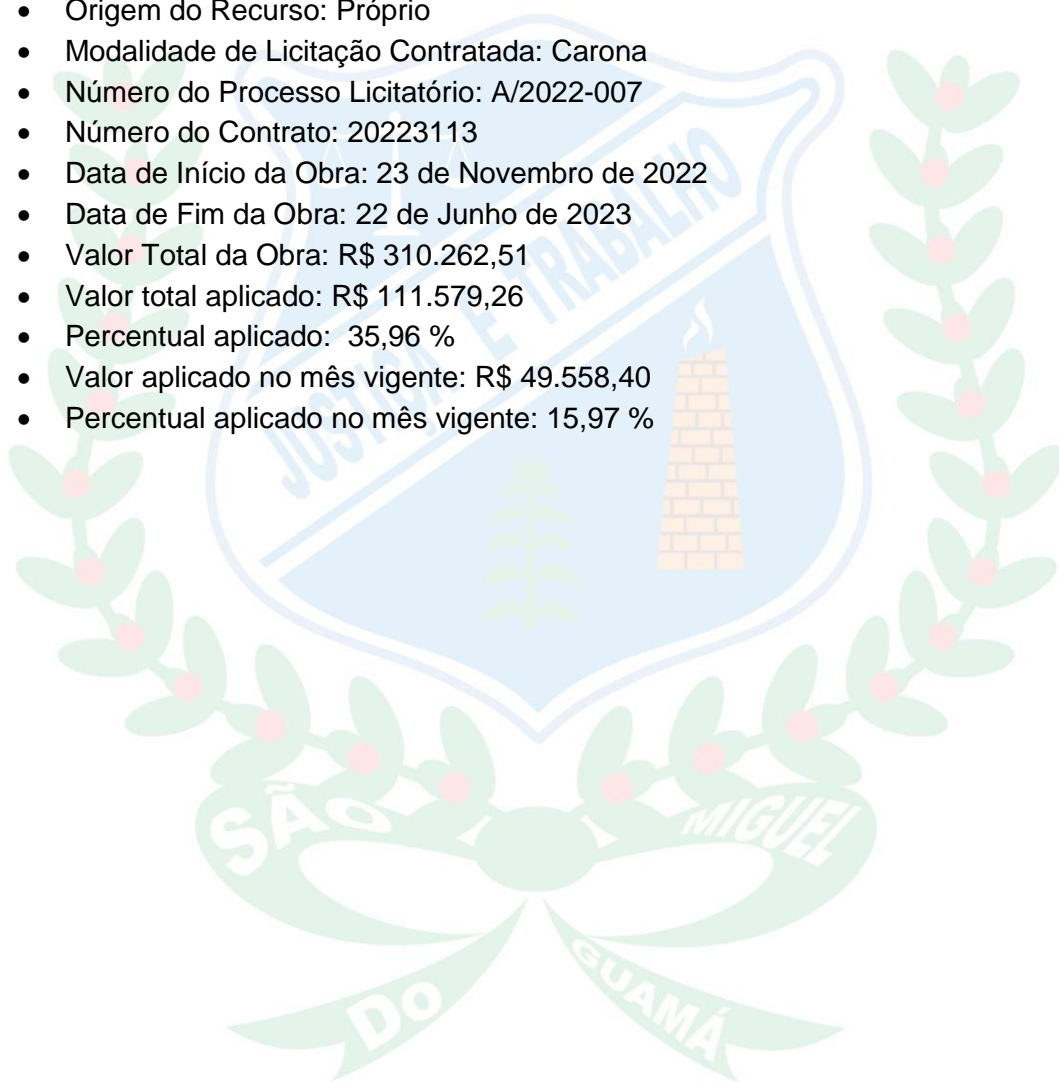 • Origem do Recurso: Próprio
• Modalidade de Licitação Contratada: Carona
• Número do Processo Licitatório: A/2022-007
• Número do Contrato: 20223113
• Data de Início da Obra: 23 de Novembro de 2022
• Data de Fim da Obra: 22 de Junho de 2023
• Valor Total da Obra: R$ 310.262,51
• Valor total aplicado: R$ 111.579,26
• Percentual aplicado: 35,96 %
• Valor aplicado no mês vigente: R$ 49.558,40
• Percentual aplicado no mês vigente: 15,97 %
JUSTIÇA E TRABALHO
SÃO MIGUEL
DO GUAMÁ